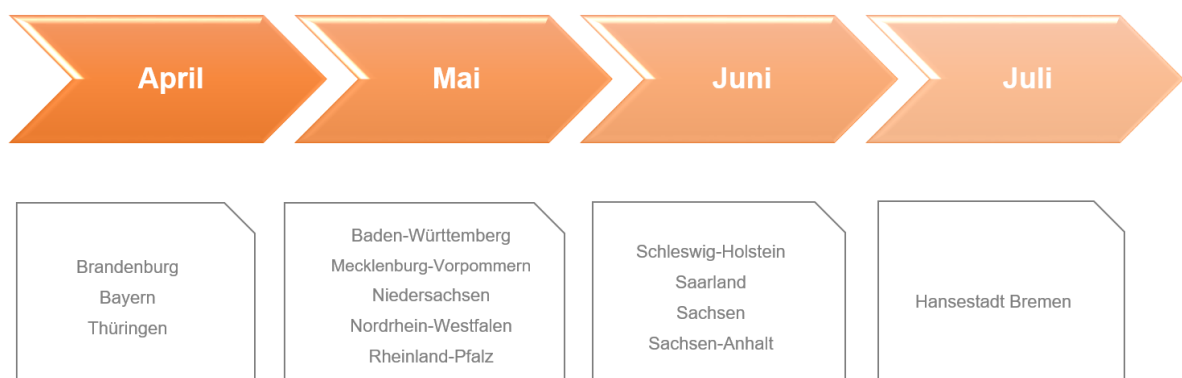 April
Mai
Juni
Juli
Brandenburg
Bayern
Thüringen
Baden-Württemberg
Mecklenburg-Vorpommern
Niedersachsen
Nordrhein-Westfalen
Rheinland-Pfalz
Schleswig-Holstein
Saarland
Sachsen
Sachsen-Anhalt
Hansestadt Bremen